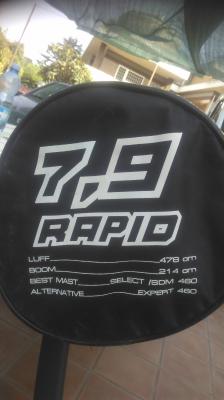 7,9
RAPID
LUFF 478 cm
BOOM 214 cm
BEST MAST SELECT /SDM 460
ALTERNATIVE EXPERT 460